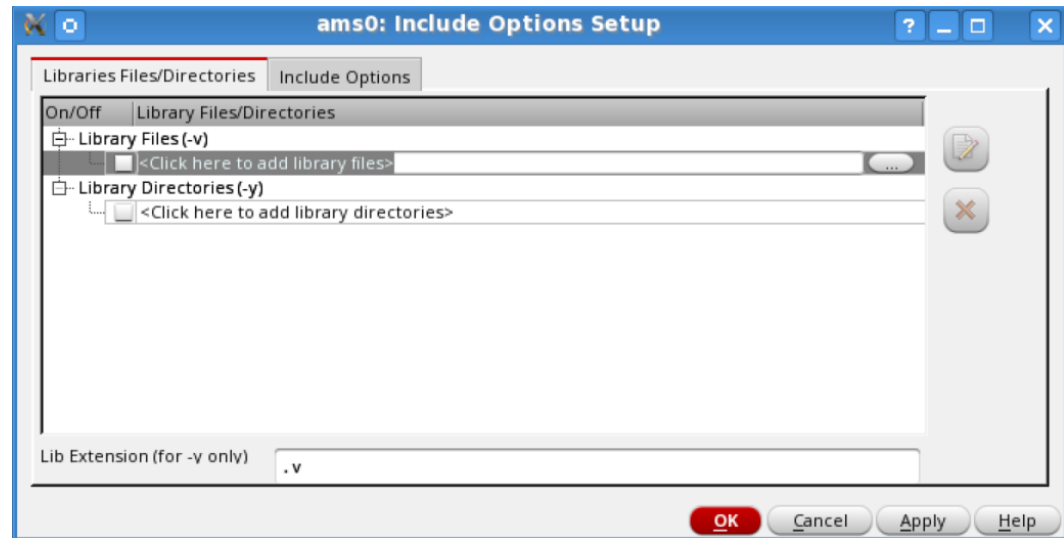 ams0: Include Options Setup
Libraries Files/Directories Include Options
On/Off Library Files/Directories
Library Files (-v)
<Click here to add library files> ...
Library Directories (-y)
<Click here to add library directories>
Lib Extension (for -y only) .v
OK Cancel Apply Help